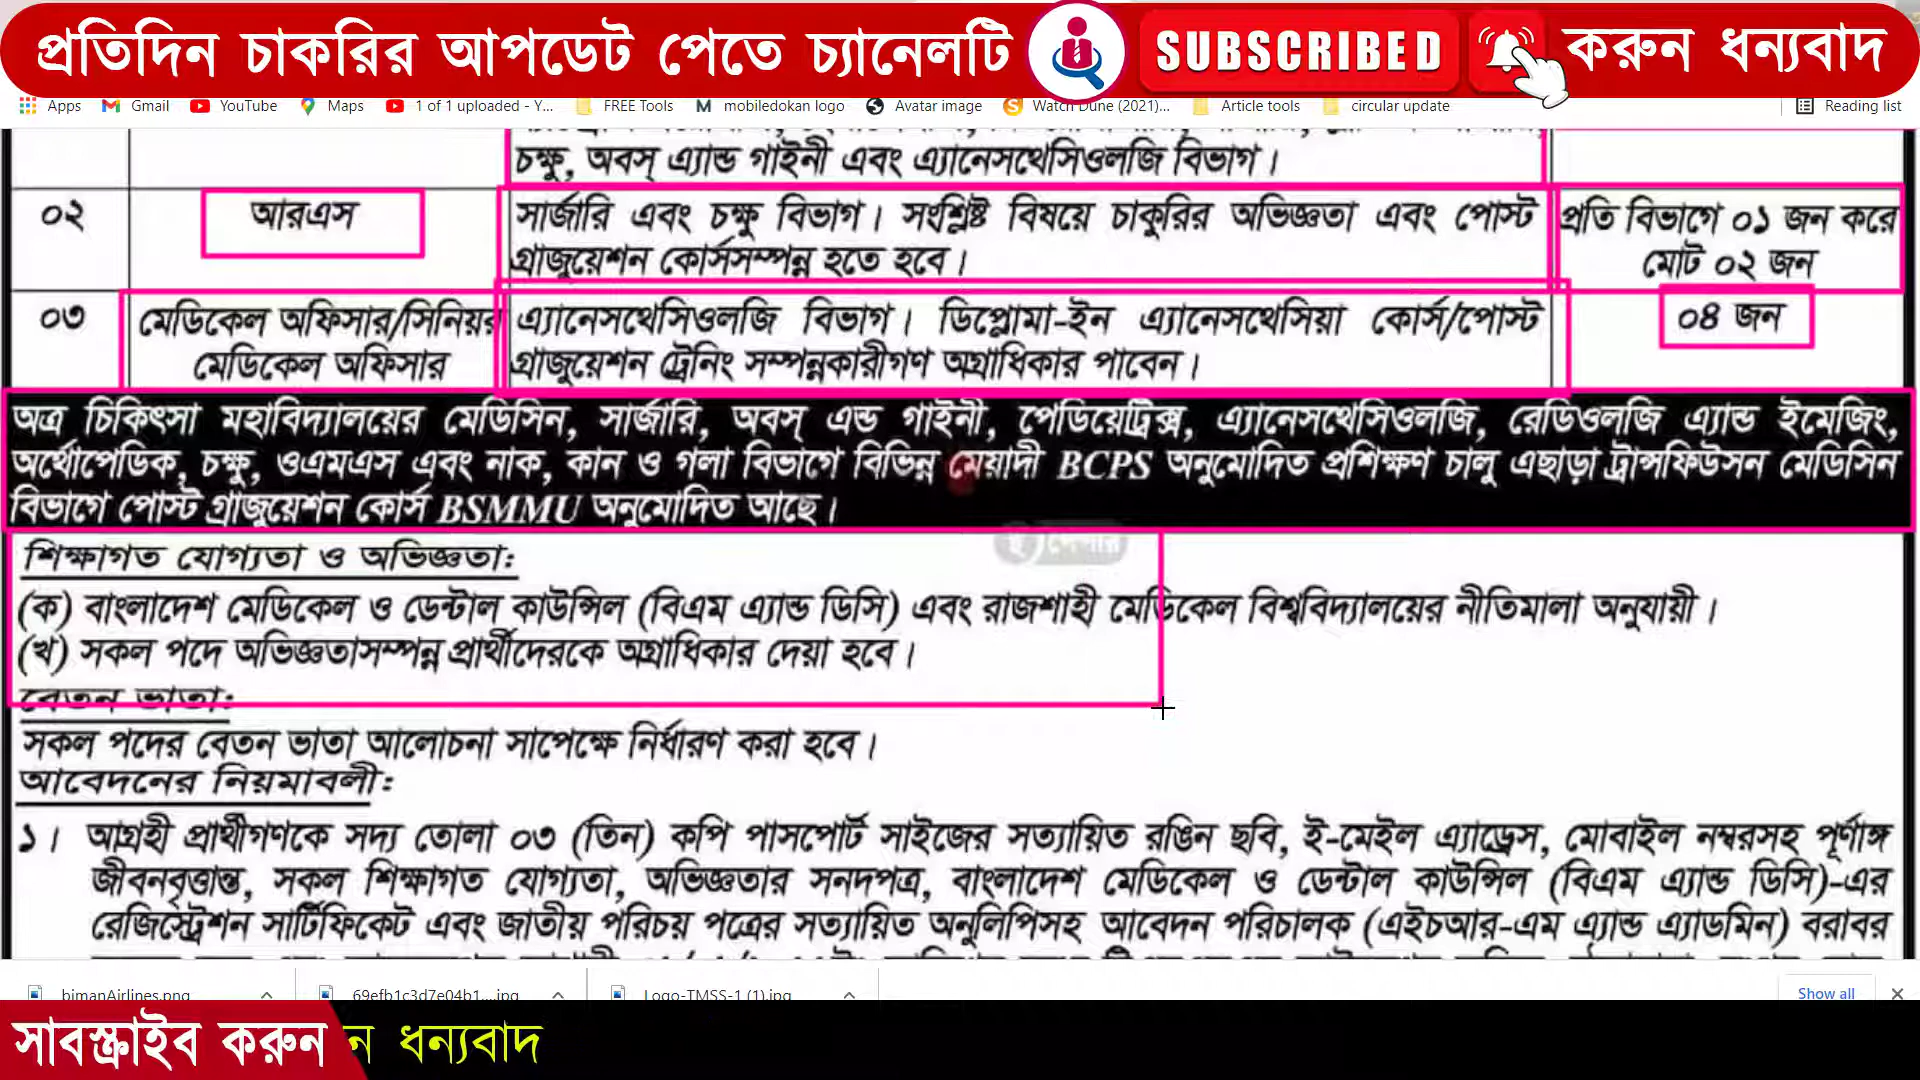 প্রতিদিন চাকরির আপডেট পেতে চ্যানেলটি SUBSCRIBED করুন ধন্যবাদ
Apps Gmail YouTube Maps 1 of 1 uploaded - Y... FREE Tools mobiledokan logo Avatar image Watch Dune (2021)... Article tools circular update Reading list
চক্ষু, অবস্ এ্যান্ড গাইনী এবং এ্যানেসথেসিওলজি বিভাগ।
০২ আরএস সার্জারি এবং চক্ষু বিভাগ। সংশ্লিষ্ট বিষয়ে চাকুরির অভিজ্ঞতা এবং পোস্ট প্রতি বিভাগে ০১ জন করে
গ্রাজুয়েশন কোর্সসম্পন্ন হতে হবে। মোট ০২ জন
০৩ মেডিকেল অফিসার/সিনিয়র এ্যানেসথেসিওলজি বিভাগ। ডিপ্লোমা-ইন এ্যানেসথেসিয়া কোর্স/পোস্ট ০৪ জন
মেডিকেল অফিসার গ্রাজুয়েশন ট্রেনিং সম্পন্নকারীগণ অগ্রাধিকার পাবেন।
অত্র চিকিৎসা মহাবিদ্যালয়ের মেডিসিন, সার্জারি, অবস্ এন্ড গাইনী, পেডিয়েট্রিক্স, এ্যানেসথেসিওলজি, রেডিওলজি এ্যান্ড ইমেজিং,
অর্থোপেডিক, চক্ষু, ওএমএস এবং নাক, কান ও গলা বিভাগে বিভিন্ন মেয়াদী BCPS অনুমোদিত প্রশিক্ষণ চালু এছাড়া ট্রান্সফিউসন মেডিসিন
বিভাগে পোস্ট গ্রাজুয়েশন কোর্স BSMMU অনুমোদিত আছে।
শিক্ষাগত যোগ্যতা ও অভিজ্ঞতা:
(ক) বাংলাদেশ মেডিকেল ও ডেন্টাল কাউন্সিল (বিএম এ্যান্ড ডিসি) এবং রাজশাহী মেডিকেল বিশ্ববিদ্যালয়ের নীতিমালা অনুযায়ী।
(খ) সকল পদে অভিজ্ঞতাসম্পন্ন প্রার্থীদেরকে অগ্রাধিকার দেয়া হবে।
বেতন ভাতা:
সকল পদের বেতন ভাতা আলোচনা সাপেক্ষে নির্ধারণ করা হবে।
আবেদনের নিয়মাবলী:
১। আগ্রহী প্রার্থীগণকে সদ্য তোলা ০৩ (তিন) কপি পাসপোর্ট সাইজের সত্যায়িত রঙিন ছবি, ই-মেইল এ্যাড্রেস, মোবাইল নম্বরসহ পূর্ণাঙ্গ
জীবনবৃত্তান্ত, সকল শিক্ষাগত যোগ্যতা, অভিজ্ঞতার সনদপত্র, বাংলাদেশ মেডিকেল ও ডেন্টাল কাউন্সিল (বিএম এ্যান্ড ডিসি)-এর
রেজিস্ট্রেশন সার্টিফিকেট এবং জাতীয় পরিচয় পত্রের সত্যায়িত অনুলিপিসহ আবেদন পরিচালক (এইচআর-এম এ্যান্ড এ্যাডমিন) বরাবর
bimanAirlines.png 69efb1c3d7e04b1....jpg Logo-TMSS-1 (1).jpg Show all
সাবস্ক্রাইব করুন ন ধন্যবাদ